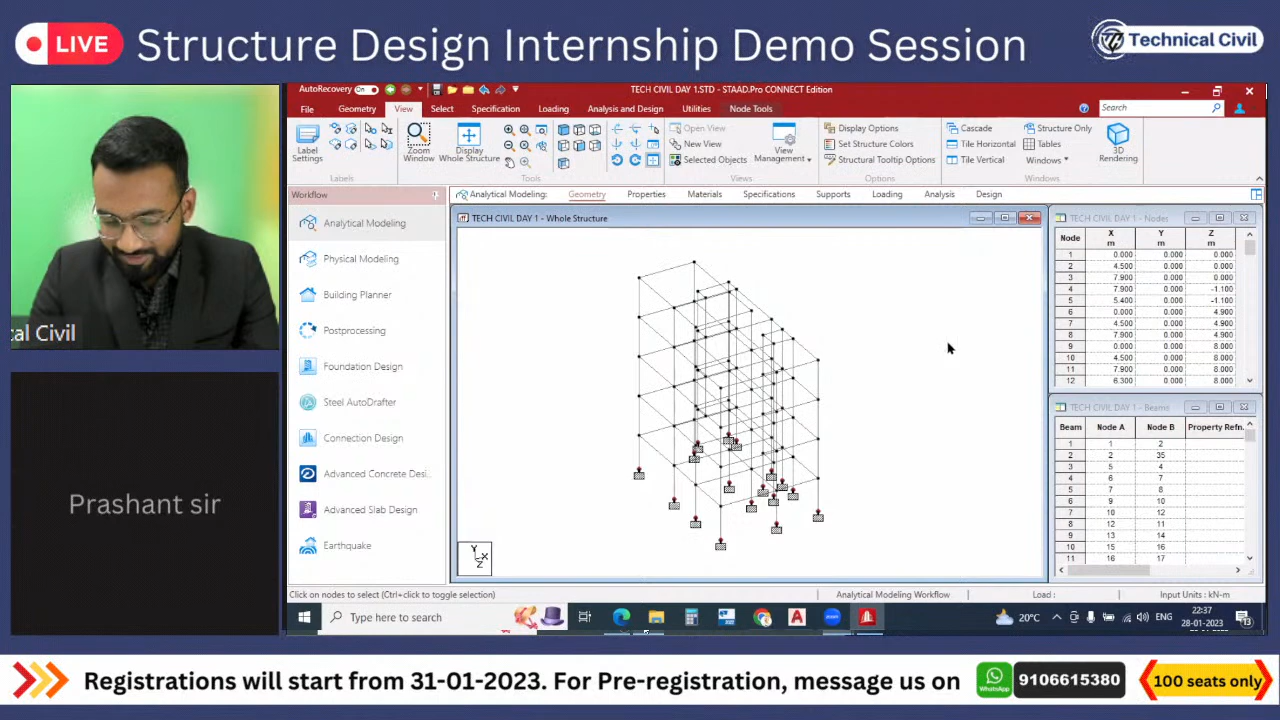 LIVE
Structure Design Internship Demo Session
Technical Civil
AutoRecovery On
TECH CIVIL DAY 1.STD - STAAD.Pro CONNECT Edition
File Geometry View Select Specification Loading Analysis and Design Utilities Node Tools
Search
Label Settings
Zoom Window
Display Whole Structure
Open View
New View
Selected Objects
View Management
Display Options
Set Structure Colors
Structural Tooltip Options
Cascade
Tile Horizontal
Tile Vertical
Structure Only
Tables
Windows
3D Rendering
Labels Tools Views Options Windows
Workflow
Analytical Modeling: Geometry Properties Materials Specifications Supports Loading Analysis Design
Analytical Modeling
Physical Modeling
Building Planner
Postprocessing
Foundation Design
Steel AutoDrafter
Connection Design
Advanced Concrete Desi...
Advanced Slab Design
Earthquake
TECH CIVIL DAY 1 - Whole Structure
Y
X
Z
TECH CIVIL DAY 1 - Nodes
Node X m Y m Z m
1 0.000 0.000 0.000
2 4.500 0.000 0.000
3 7.900 0.000 0.000
4 7.900 0.000 -1.100
5 5.400 0.000 -1.100
6 0.000 0.000 4.900
7 4.500 0.000 4.900
8 7.900 0.000 4.900
9 0.000 0.000 8.000
10 4.500 0.000 8.000
11 7.900 0.000 8.000
12 6.300 0.000 8.000
TECH CIVIL DAY 1 - Beams
Beam Node A Node B Property Refn.
1 1 2
2 2 35
3 5 4
4 6 7
5 7 8
6 9 10
7 10 12
8 12 11
9 13 14
10 15 16
11 16 17
cal Civil
Prashant sir
Click on nodes to select (Ctrl+click to toggle selection)
Analytical Modeling Workflow
Load :
Input Units : kN-m
Type here to search
20°C
22:37
28-01-2023
13
Registrations will start from 31-01-2023. For Pre-registration, message us on
WhatsApp
9106615380
100 seats only